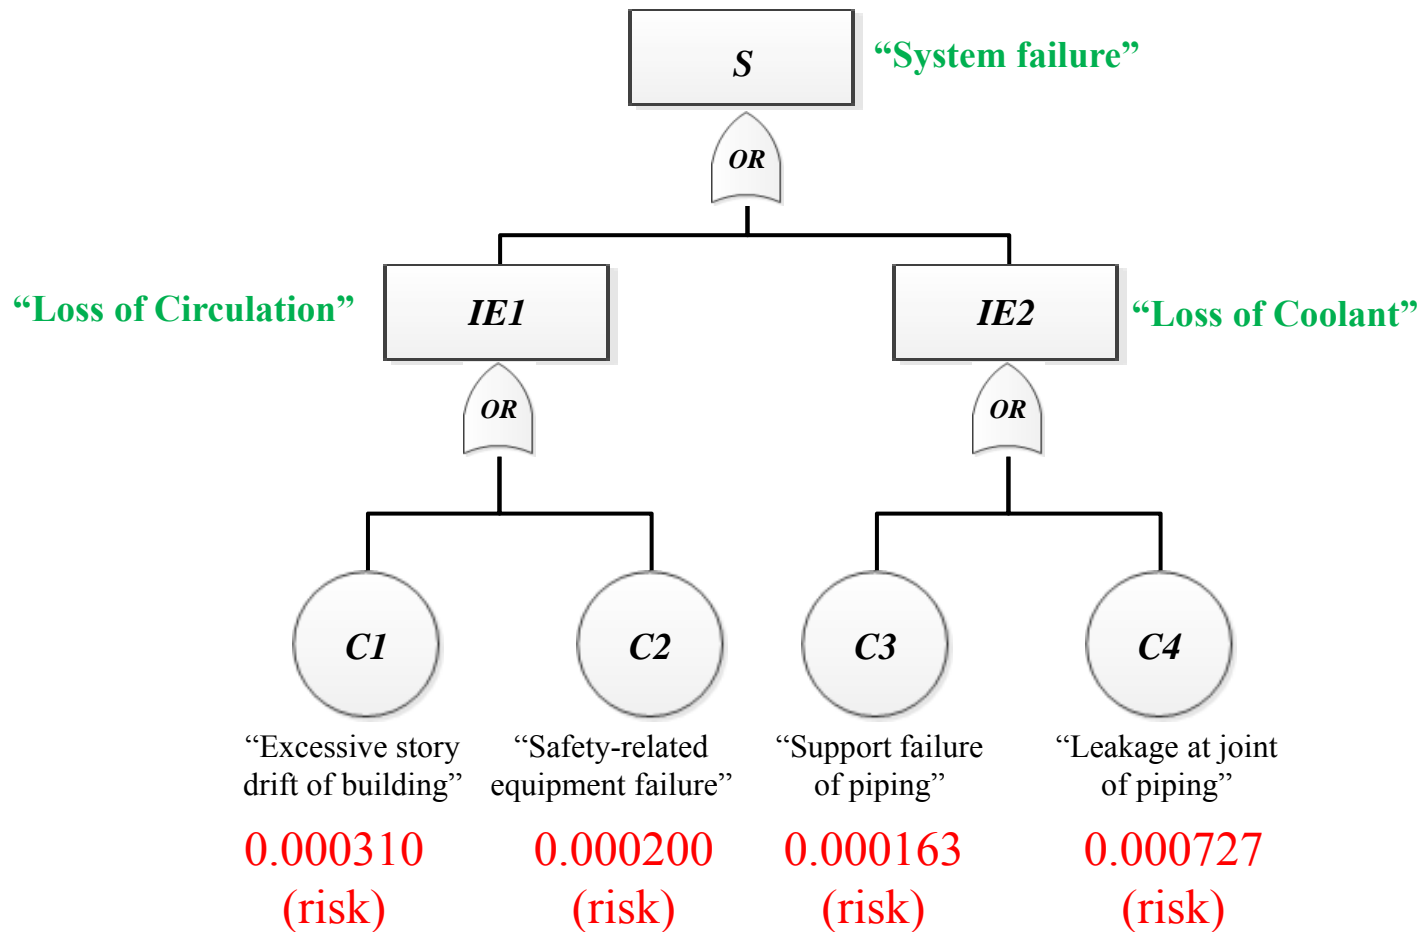 S
“System failure”
OR
“Loss of Circulation”
IE1
IE2
“Loss of Coolant”
OR
OR
C1
C2
C3
C4
“Excessive story
drift of building”
“Safety-related
equipment failure”
“Support failure
of piping”
“Leakage at joint
of piping”
0.000310
(risk)
0.000200
(risk)
0.000163
(risk)
0.000727
(risk)